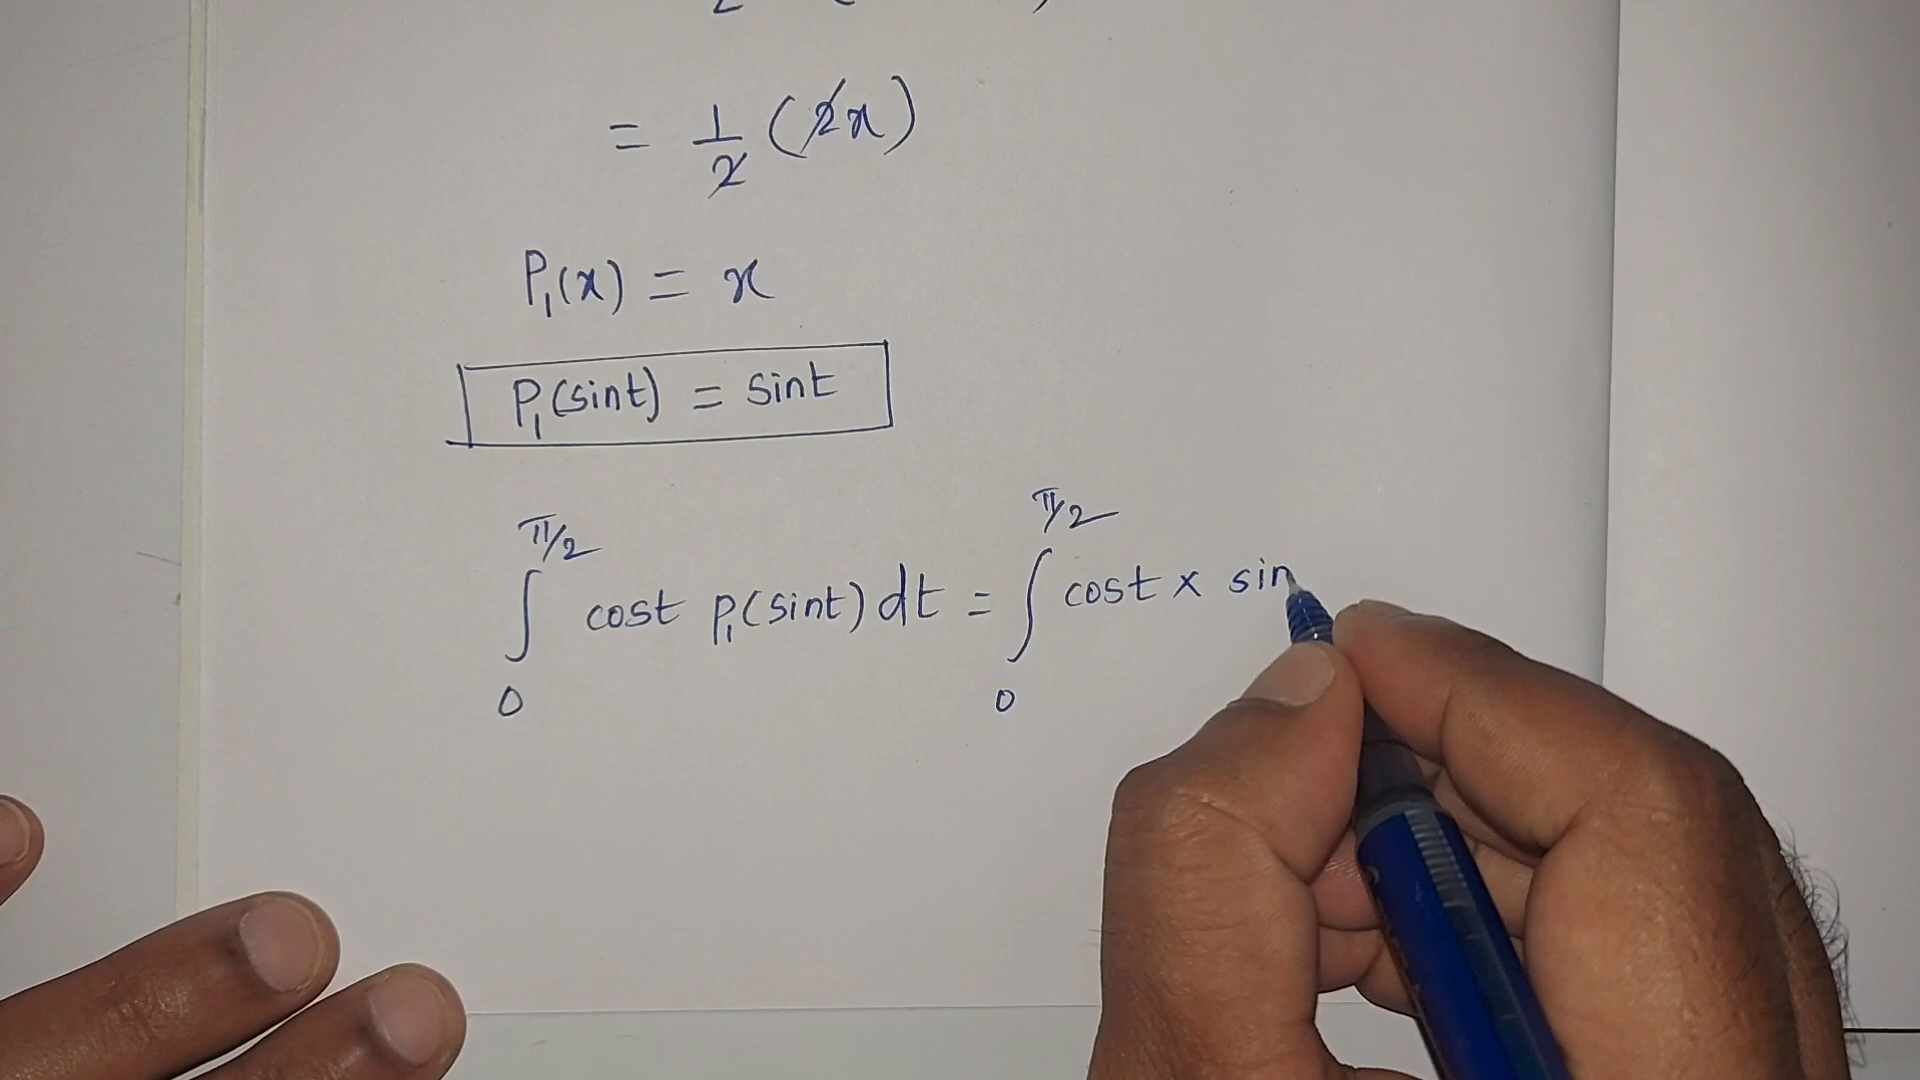 = 1/2 (2x)
P₁(x) = x
P₁(sint) = sint
∫₀^π/2 cost P₁(sint) dt = ∫₀^π/2 cost x sin